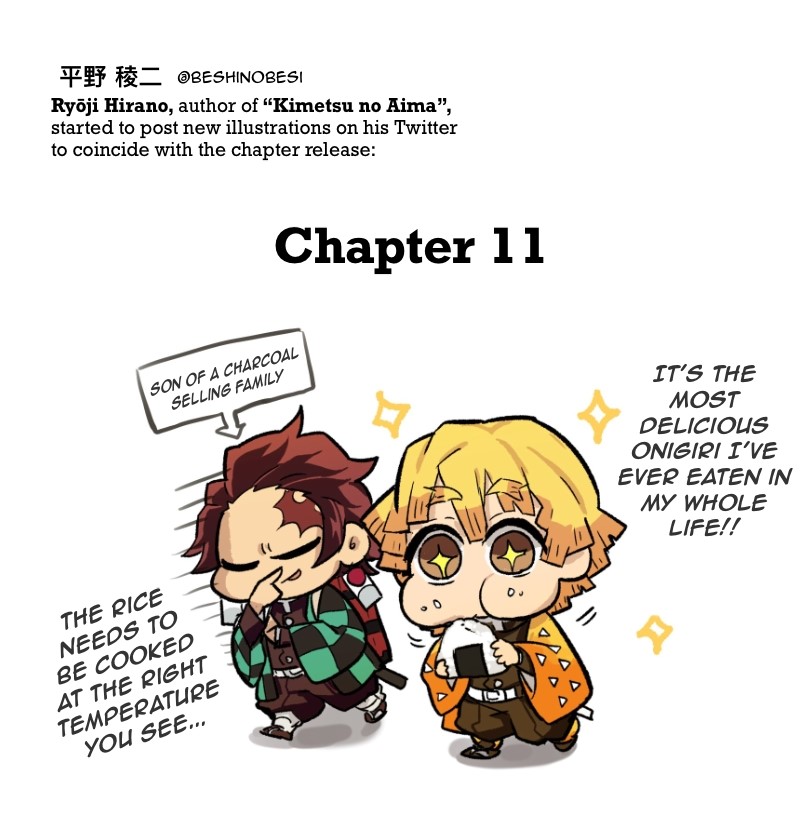 平野 稜二 @BESHINOBESI
Ryōji Hirano, author of “Kimetsu no Aima”,
started to post new illustrations on his Twitter
to coincide with the chapter release:
Chapter 11
SON OF A CHARCOAL
SELLING FAMILY
IT'S THE
MOST
DELICIOUS
ONIGIRI I'VE
EVER EATEN IN
MY WHOLE
LIFE!!
THE RICE
NEEDS TO
BE COOKED
AT THE RIGHT
TEMPERATURE
YOU SEE...